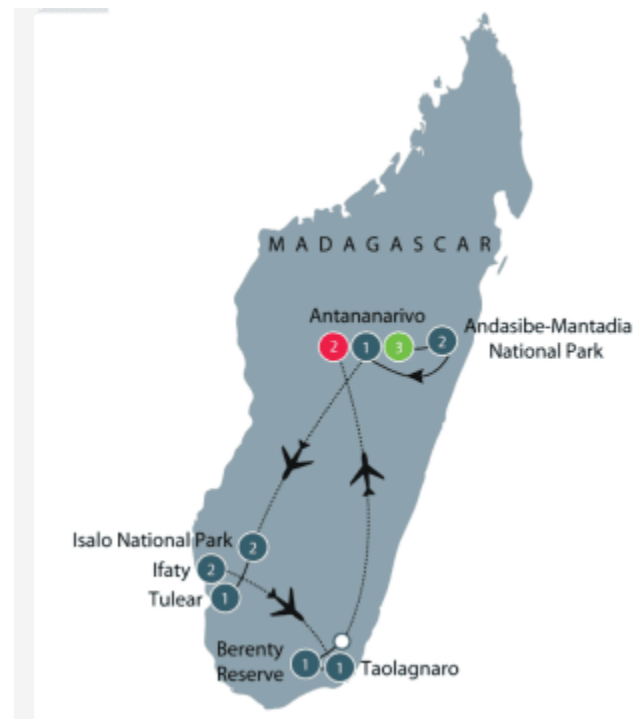 MADAGASCAR
Antananarivo
2
1
3
2
Andasibe-Mantadia
National Park
Isalo National Park
2
Ifaty
2
Tulear
1
Berenty
Reserve
1
1
Taolagnaro